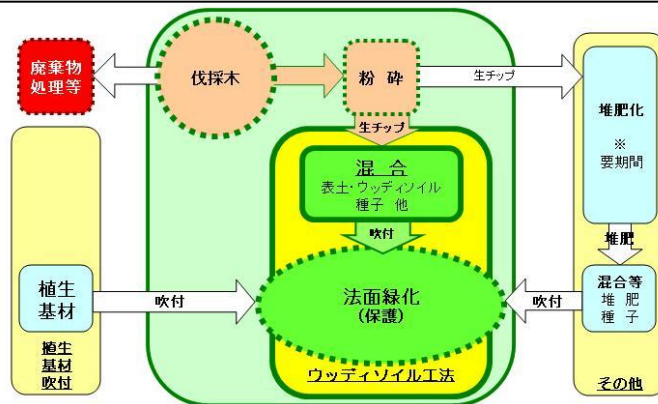 廃棄物
処理等
伐採木
粉 砕
生チップ
堆肥化
※
要期間
生チップ
混 合
表土・ウッディソイル
種子 他
吹付
堆肥
植生
基材
吹付
法面緑化
(保護)
吹付
混合等
堆 肥
種 子
植生
基材
吹付
ウッディソイル工法
その他